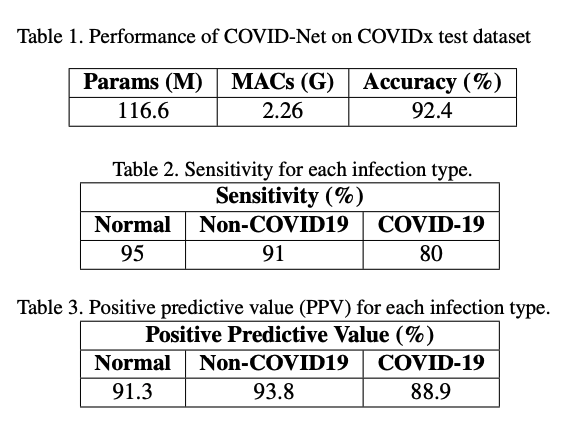 Table 1. Performance of COVID-Net on COVIDx test dataset
Params (M) MACs (G) Accuracy (%)
116.6 2.26 92.4
Table 2. Sensitivity for each infection type.
Sensitivity (%)
Normal Non-COVID19 COVID-19
95 91 80
Table 3. Positive predictive value (PPV) for each infection type.
Positive Predictive Value (%)
Normal Non-COVID19 COVID-19
91.3 93.8 88.9